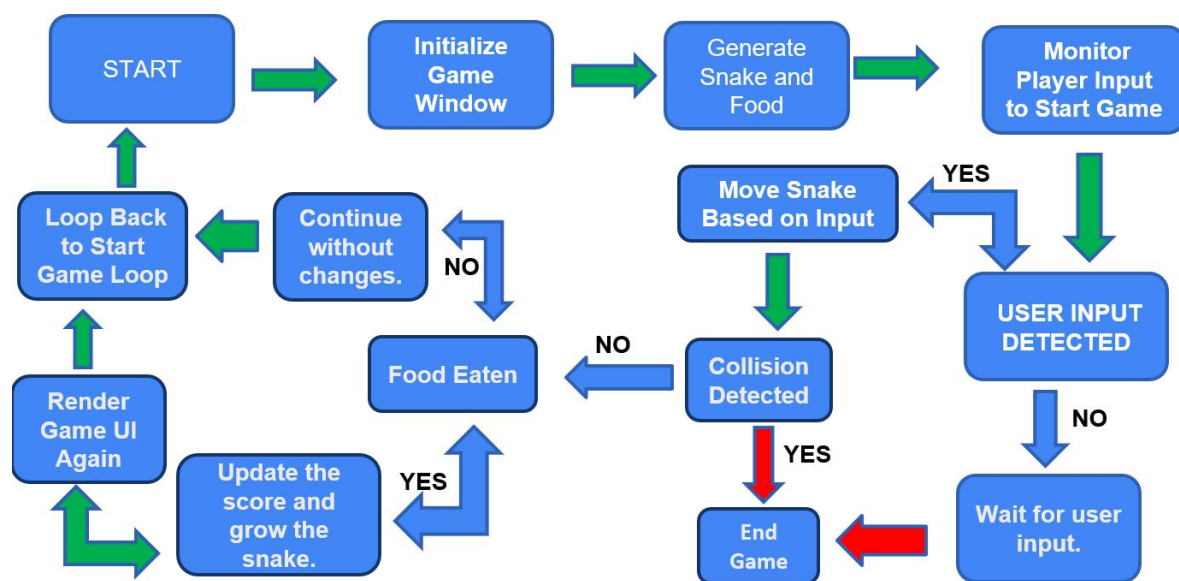 START
Initialize
Game
Window
Generate
Snake and
Food
Monitor
Player Input
to Start Game
YES
Move Snake
Based on Input
Loop Back
to Start
Game Loop
Continue
without
changes.
NO
USER INPUT
DETECTED
NO
Food Eaten
Collision
Detected
Render
Game UI
Again
NO
YES
YES
Update the
score and
grow the
snake.
End
Game
Wait for user
input.